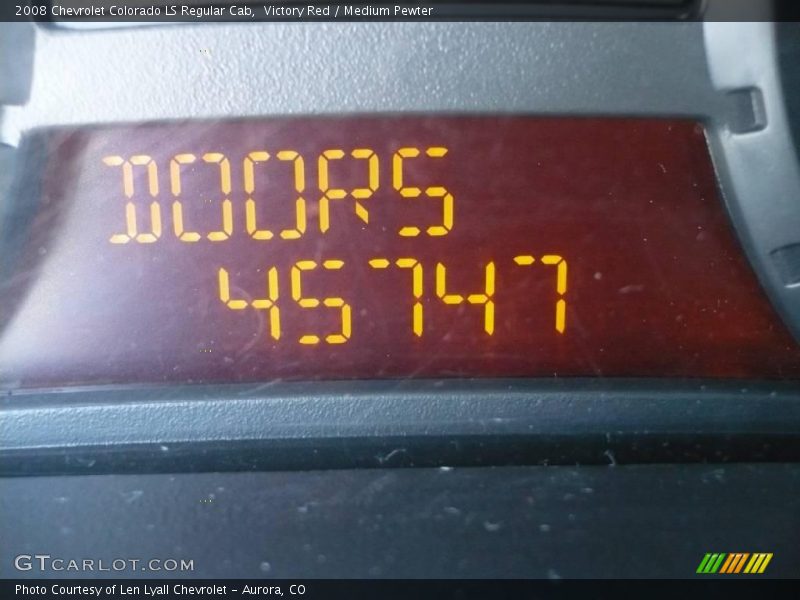 2008 Chevrolet Colorado LS Regular Cab,  Victory Red / Medium Pewter
DOORS
45747
GTCARLOT.COM
Photo Courtesy of Len Lyall Chevrolet – Aurora, CO